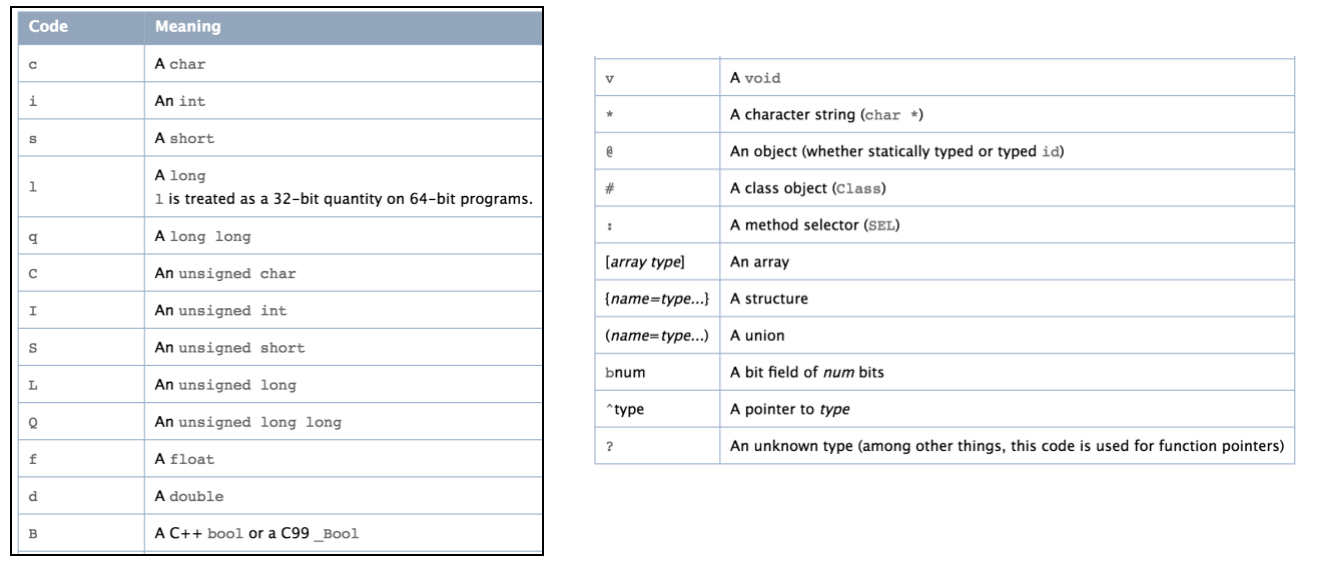 Code Meaning
c A char
i An int
s A short
l A long
l is treated as a 32-bit quantity on 64-bit programs.
q A long long
C An unsigned char
I An unsigned int
S An unsigned short
L An unsigned long
Q An unsigned long long
f A float
d A double
B A C++ bool or a C99 _Bool
v A void
* A character string (char *)
@ An object (whether statically typed or typed id)
# A class object (Class)
: A method selector (SEL)
[array type] An array
{name=type...} A structure
(name=type...) A union
bnum A bit field of num bits
^type A pointer to type
? An unknown type (among other things, this code is used for function pointers)